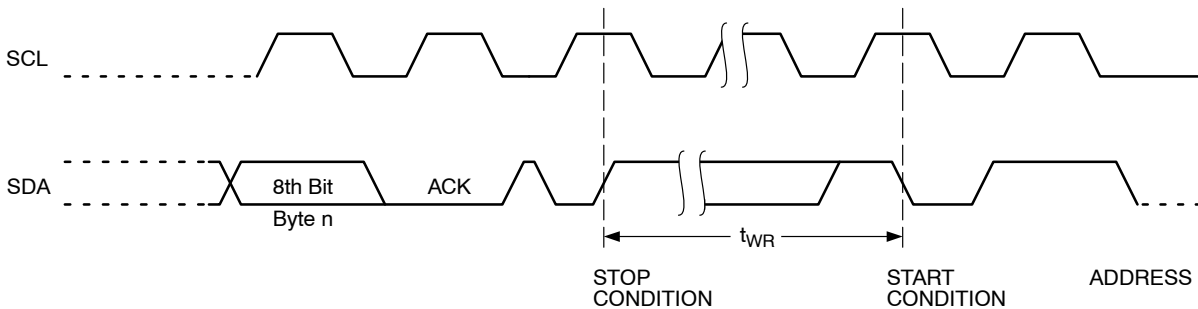 SCL
SDA
8th Bit
Byte n
ACK
tWR
STOP
CONDITION
START
CONDITION
ADDRESS